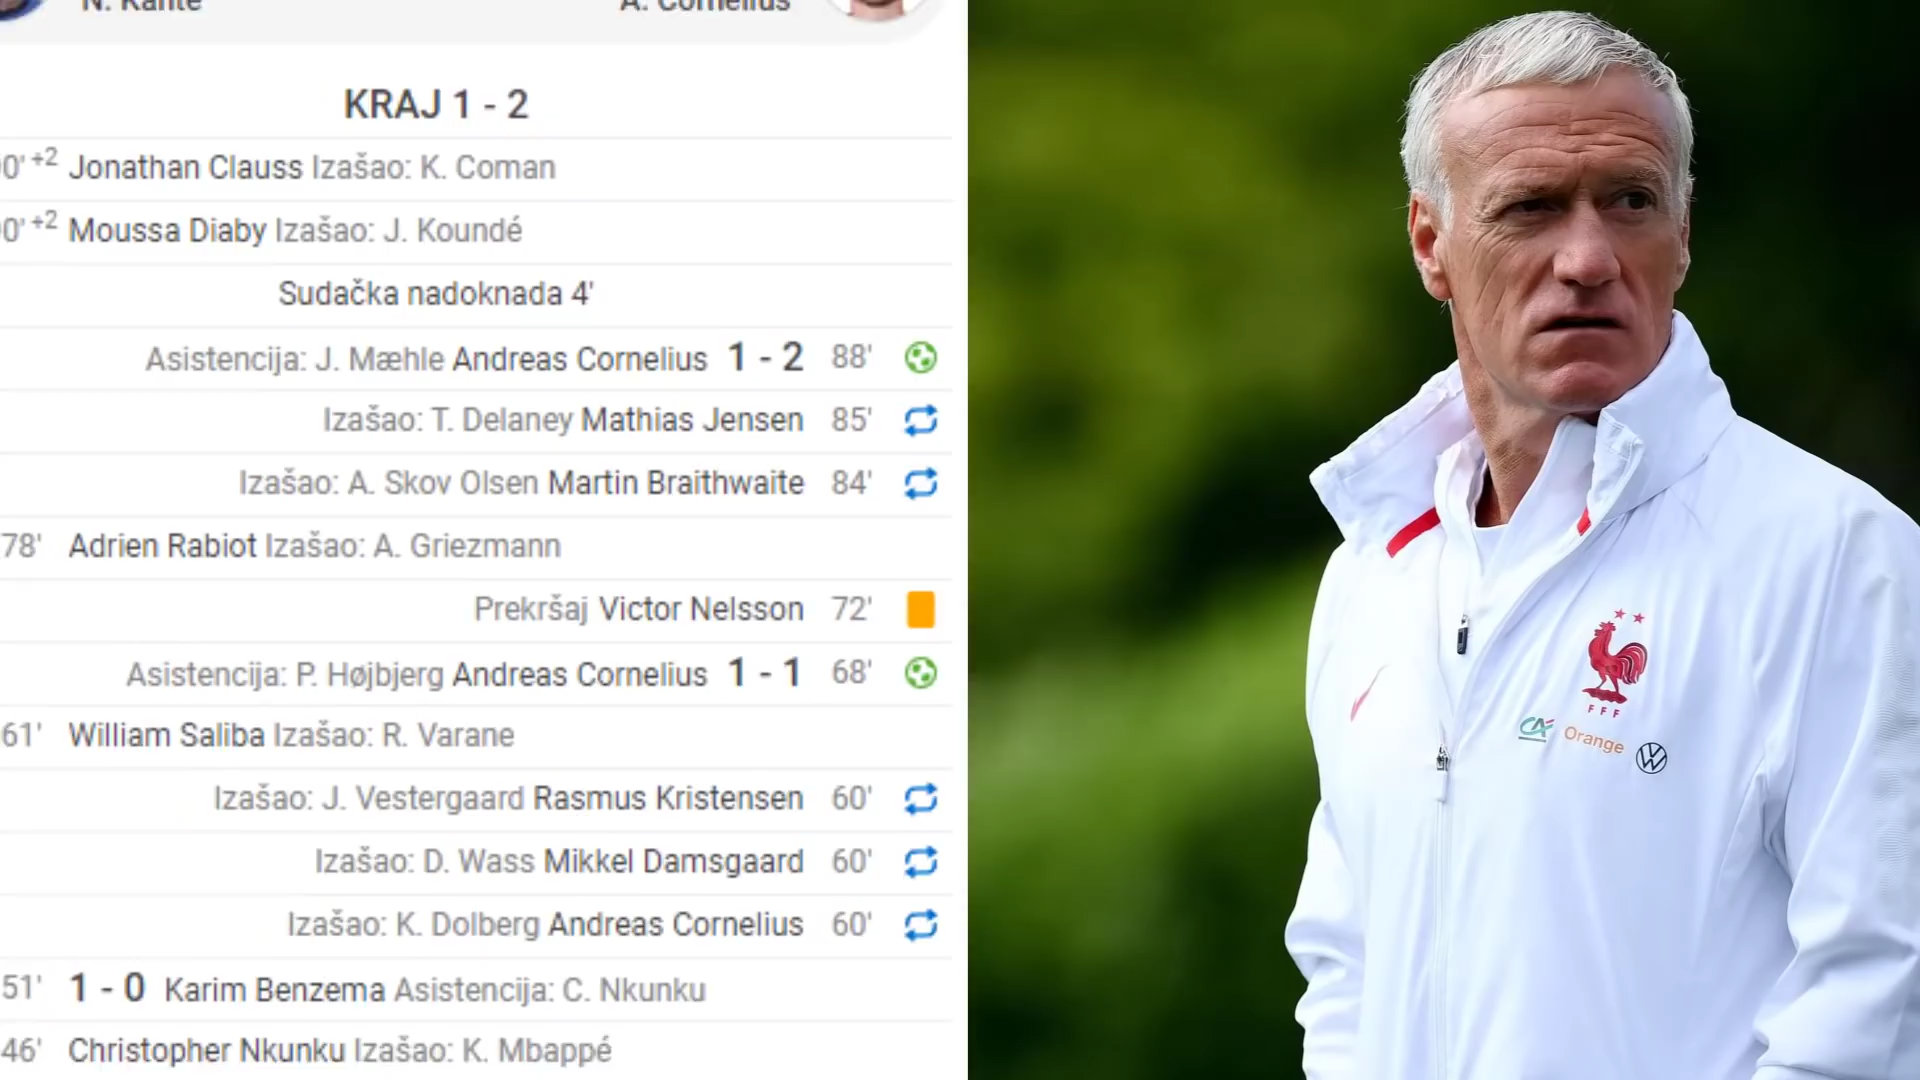 N. Kanté
A. Cornelius
KRAJ 1 - 2
0' +2 Jonathan Clauss Izašao: K. Coman
0' +2 Moussa Diaby Izašao: J. Koundé
Sudačka nadoknada 4'
Asistencija: J. Mæhle Andreas Cornelius 1 - 2 88'
Izašao: T. Delaney Mathias Jensen 85'
Izašao: A. Skov Olsen Martin Braithwaite 84'
78' Adrien Rabiot Izašao: A. Griezmann
Prekršaj Victor Nelsson 72'
Asistencija: P. Højbjerg Andreas Cornelius 1 - 1 68'
61' William Saliba Izašao: R. Varane
Izašao: J. Vestergaard Rasmus Kristensen 60'
Izašao: D. Wass Mikkel Damsgaard 60'
Izašao: K. Dolberg Andreas Cornelius 60'
51' 1 - 0 Karim Benzema Asistencija: C. Nkunku
46' Christopher Nkunku Izašao: K. Mbappé
FFF
CA Orange VW